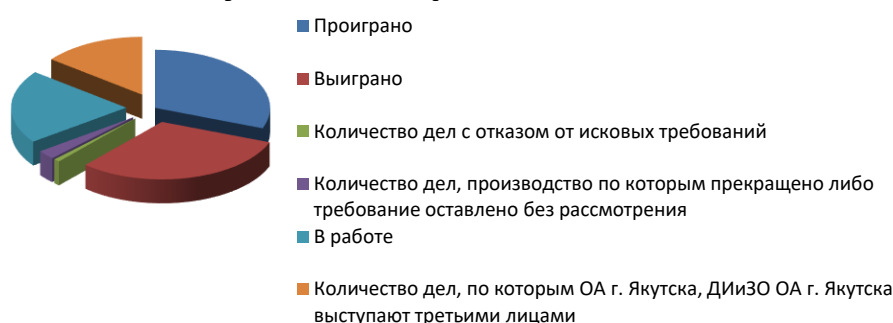 Проиграно
Выиграно
Количество дел с отказом от исковых требований
Количество дел, производство по которым прекращено либо
требование оставлено без рассмотрения
В работе
Количество дел, по которым ОА г. Якутска, ДИиЗО ОА г. Якутска
выступают третьими лицами